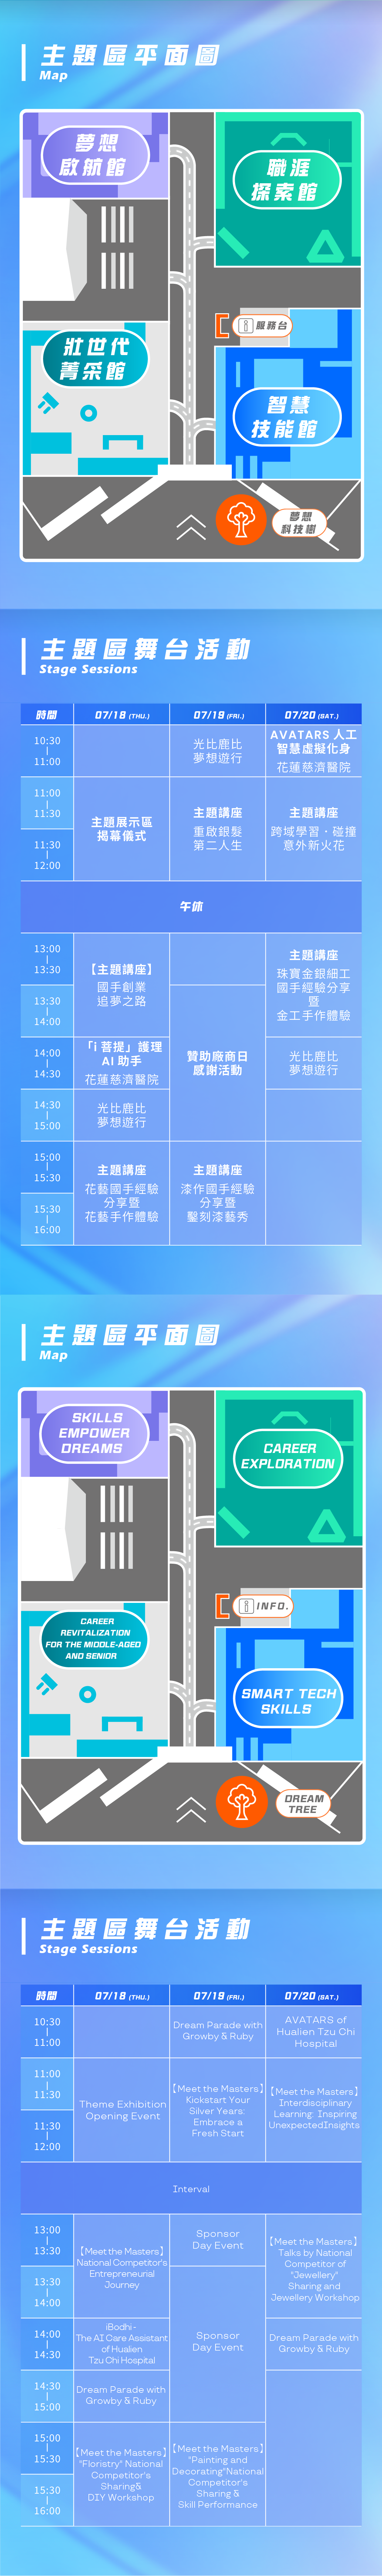 主題區平面圖
Map
夢想
啟航館
職涯
探索館
服務台
壯世代
菁采館
智慧
技能館
夢想
科技樹
主題區舞台活動
Stage Sessions
時間 07/18 (THU.) 07/19 (FRI.) 07/20 (SAT.)
10:30
|
11:00
光比鹿比
夢想遊行
AVATARS 人工
智慧虛擬化身
花蓮慈濟醫院
11:00
|
11:30
11:30
|
12:00
主題展示區
揭幕儀式
主題講座
重啟銀髮
第二人生
主題講座
跨域學習・碰撞
意外新火花
午休
13:00
|
13:30
13:30
|
14:00
【主題講座】
國手創業
追夢之路
主題講座
珠寶金銀細工
國手經驗分享
暨
金工手作體驗
14:00
|
14:30
「i 菩提」護理
AI 助手
花蓮慈濟醫院
贊助廠商日
感謝活動
光比鹿比
夢想遊行
14:30
|
15:00
光比鹿比
夢想遊行
15:00
|
15:30
15:30
|
16:00
主題講座
花藝國手經驗
分享暨
花藝手作體驗
主題講座
漆作國手經驗
分享暨
鑿刻漆藝秀
主題區平面圖
Map
SKILLS
EMPOWER
DREAMS
CAREER
EXPLORATION
INFO.
CAREER
REVITALIZATION
FOR THE MIDDLE-AGED
AND SENIOR
SMART TECH
SKILLS
DREAM
TREE
主題區舞台活動
Stage Sessions
時間 07/18 (THU.) 07/19 (FRI.) 07/20 (SAT.)
10:30
|
11:00
Dream Parade with
Growby & Ruby
AVATARS of
Hualien Tzu Chi
Hospital
11:00
|
11:30
11:30
|
12:00
Theme Exhibition
Opening Event
【Meet the Masters】
Kickstart Your
Silver Years:
Embrace a
Fresh Start
【Meet the Masters】
Interdisciplinary
Learning: Inspiring
UnexpectedInsights
Interval
13:00
|
13:30
13:30
|
14:00
【Meet the Masters】
National Competitor's
Entrepreneurial
Journey
Sponsor
Day Event
【Meet the Masters】
Talks by National
Competitor of
"Jewellery"
Sharing and
Jewellery Workshop
14:00
|
14:30
iBodhi -
The AI Care Assistant
of Hualien
Tzu Chi Hospital
Sponsor
Day Event
Dream Parade with
Growby & Ruby
14:30
|
15:00
Dream Parade with
Growby & Ruby
15:00
|
15:30
15:30
|
16:00
【Meet the Masters】
"Floristry" National
Competitor's
Sharing&
DIY Workshop
【Meet the Masters】
"Painting and
Decorating"National
Competitor's
Sharing &
Skill Performance